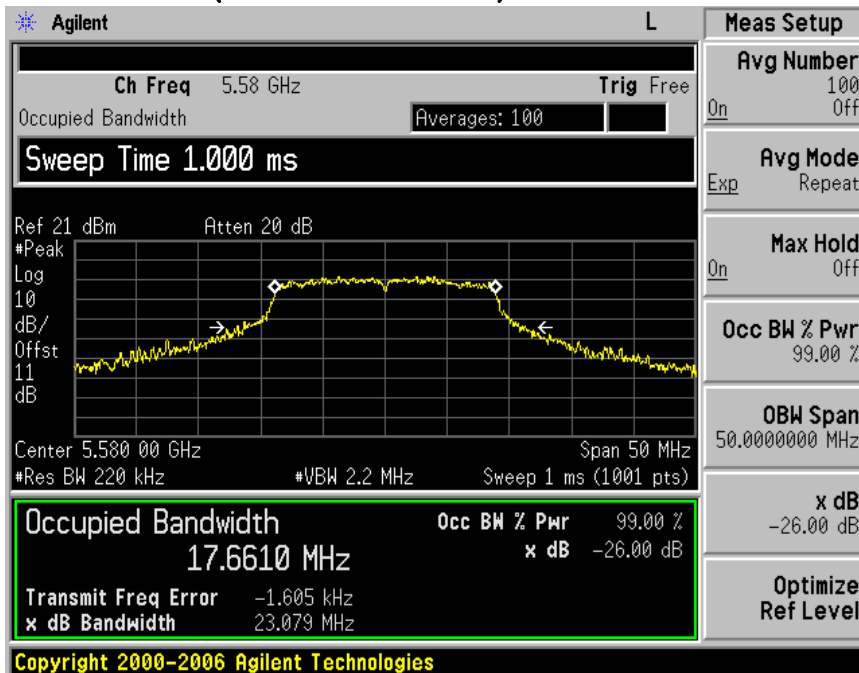 Agilent L Meas Setup
Ch Freq 5.58 GHz Trig Free
Occupied Bandwidth Averages: 100
Sweep Time 1.000 ms
Ref 21 dBm Atten 20 dB
#Peak
Log
10
dB/
Offst
11
dB
Center 5.580 00 GHz Span 50 MHz
#Res BW 220 kHz #VBW 2.2 MHz Sweep 1 ms (1001 pts)
Occupied Bandwidth Occ BW % Pwr 99.00 %
17.6610 MHz x dB -26.00 dB
Transmit Freq Error -1.605 kHz
x dB Bandwidth 23.079 MHz
Avg Number
100
On Off
Avg Mode
Exp Repeat
Max Hold
On Off
Occ BW % Pwr
99.00 %
OBW Span
50.0000000 MHz
x dB
-26.00 dB
Optimize
Ref Level
Copyright 2000-2006 Agilent Technologies